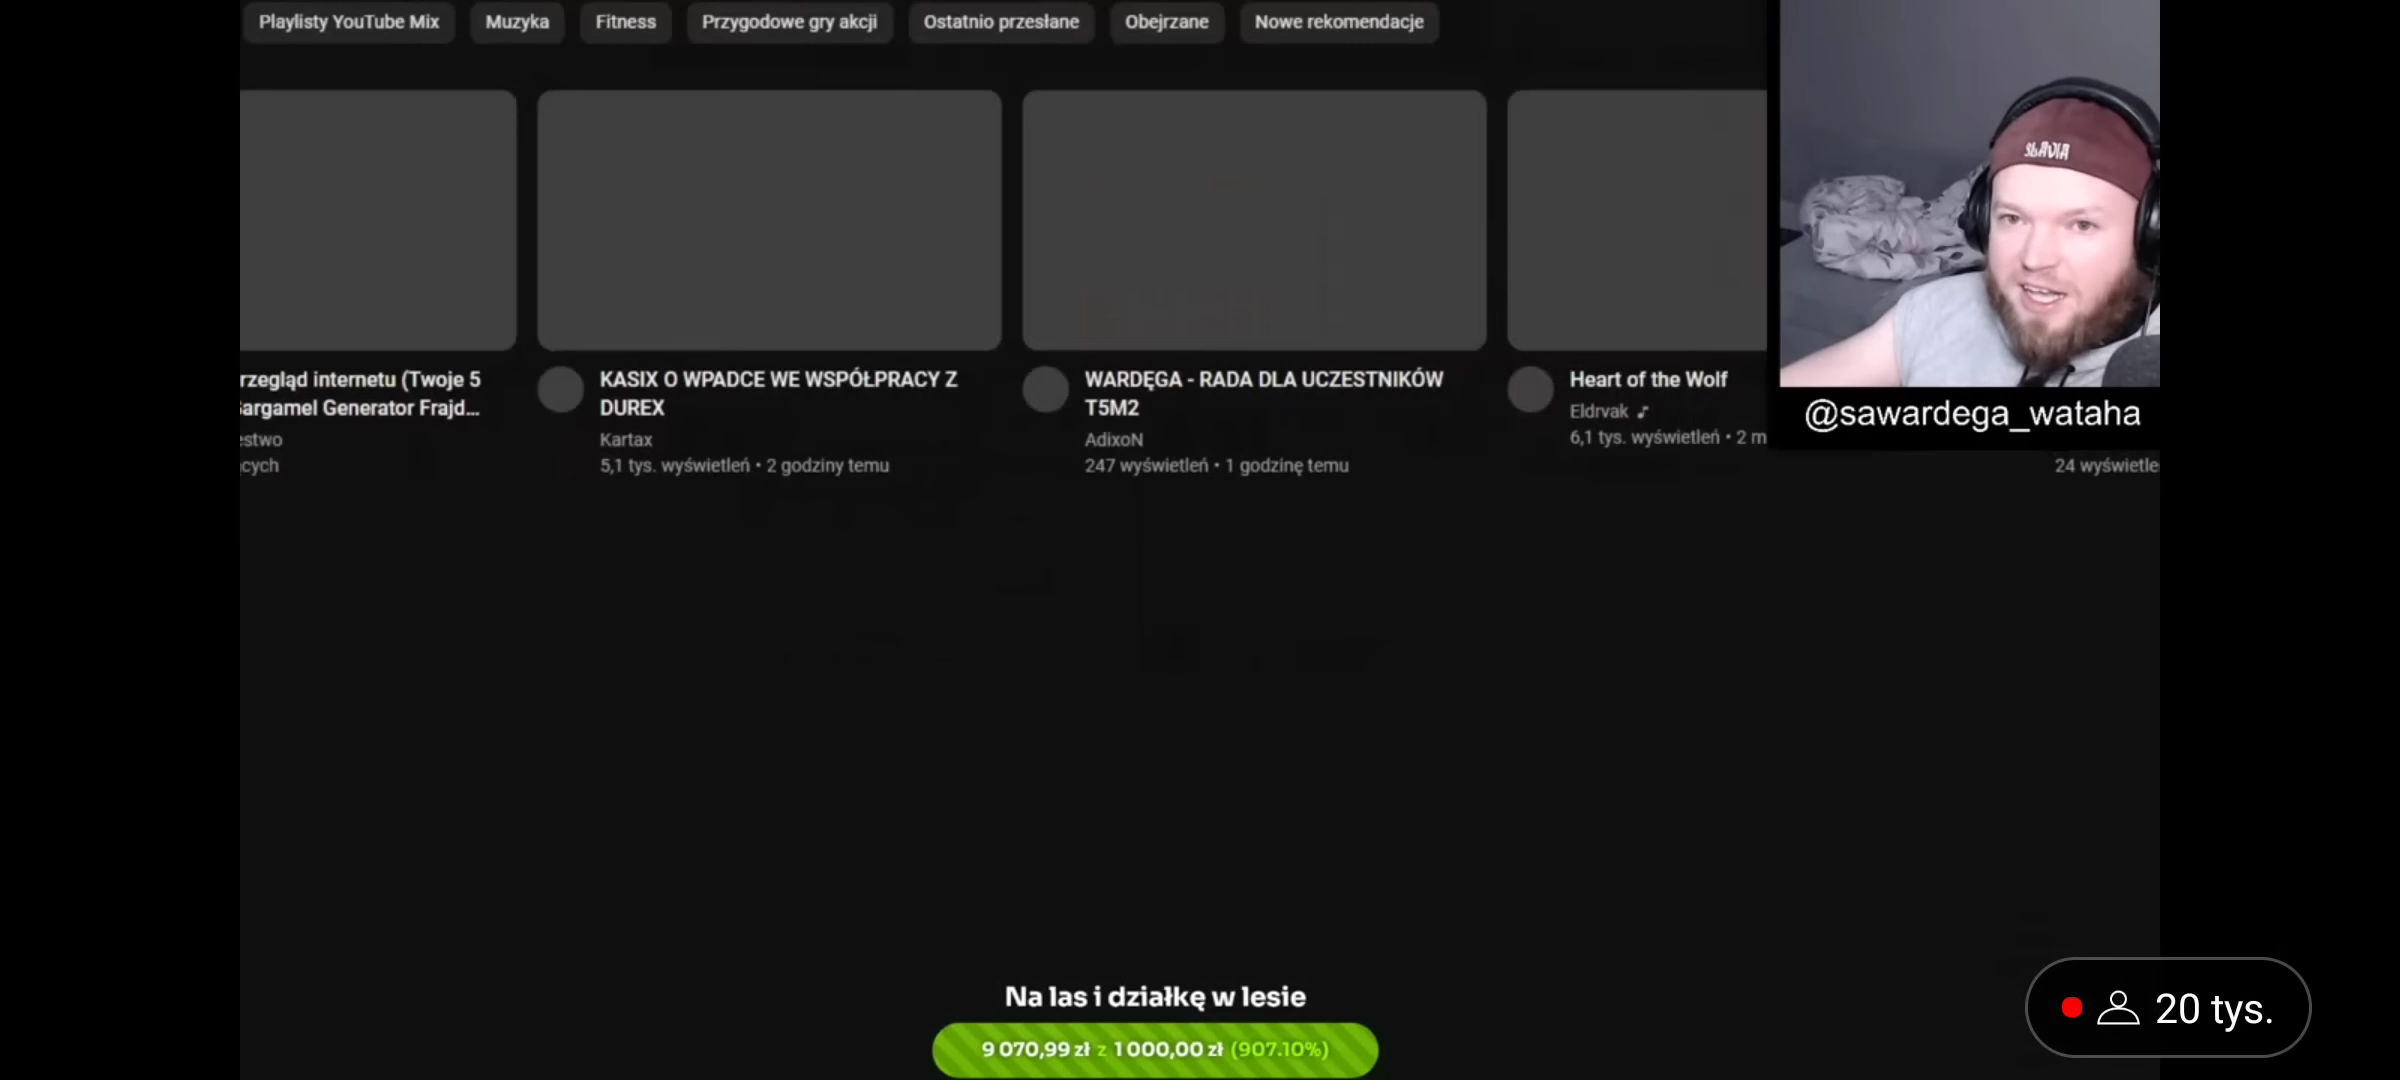 Playlisty YouTube Mix
Muzyka
Fitness
Przygodowe gry akcji
Ostatnio przesłane
Obejrzane
Nowe rekomendacje
SLAVIA
rzegląd internetu (Twoje 5
argamel Generator Frajd...
estwo
cych
KASIX O WPADCE WE WSPÓŁPRACY Z
DUREX
Kartax
5,1 tys. wyświetleń • 2 godziny temu
WARDĘGA - RADA DLA UCZESTNIKÓW
T5M2
AdixoN
247 wyświetleń • 1 godzinę temu
Heart of the Wolf
Eldrvak ♪
6,1 tys. wyświetleń • 2 m
@sawardega_wataha
24 wyświetle
Na las i działkę w lesie
9 070,99 zł z 1 000,00 zł (907.10%)
20 tys.